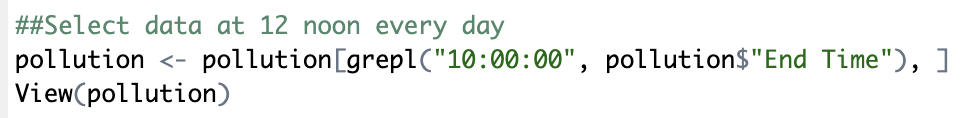 ##Select data at 12 noon every day
pollution <- pollution[grepl("10:00:00", pollution$"End Time"), ]
View(pollution)